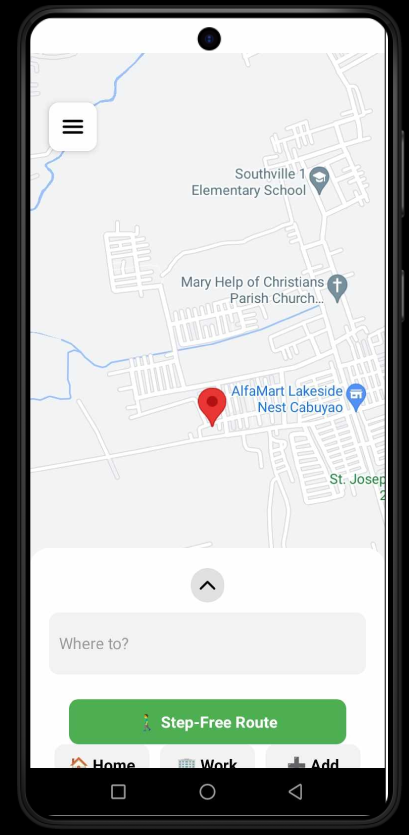 Southville 1
Elementary School
Mary Help of Christians
Parish Church...
AlfaMart Lakeside
Nest Cabuyao
St. Josep
2
Where to?
Step-Free Route
Home
Work
Add